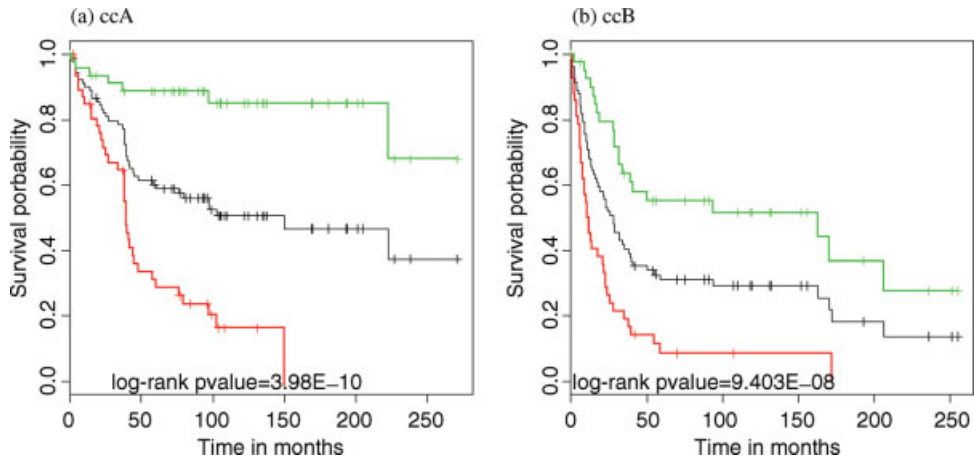 (a) ccA
1.0
0.8
0.6
0.4
0.2
0.0
Survival porbability
log-rank pvalue=3.98E−10
0 50 100 150 200 250
Time in months
(b) ccB
1.0
0.8
0.6
0.4
0.2
0.0
Survival porbability
log-rank pvalue=9.403E−08
0 50 100 150 200 250
Time in months